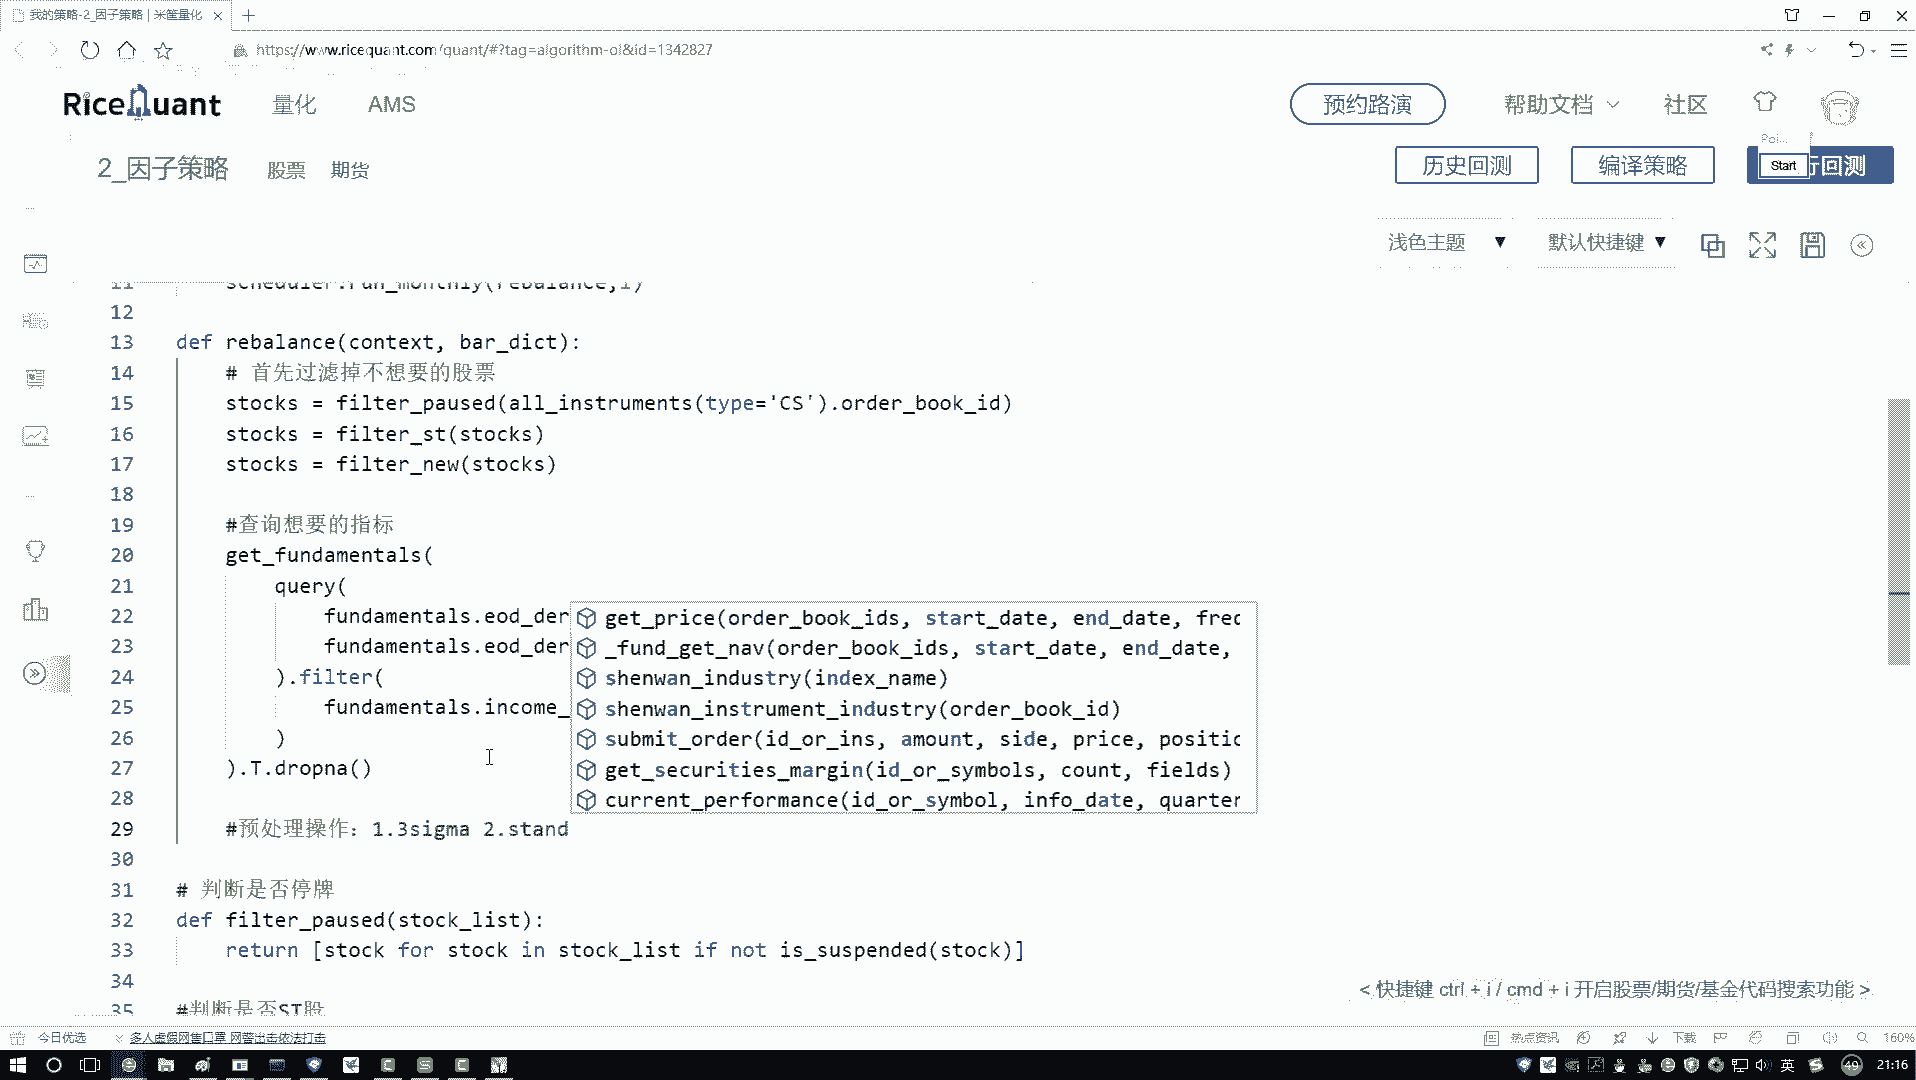 我的策略-2_因子策略 | 米筐量化
https://www.ricequant.com/quant/#?tag=algorithm-ol&id=1342827
RiceQuant 量化 AMS 预约路演 帮助文档 社区
2_因子策略 股票 期货 历史回测 编译策略 行回测
Poi...
Start
浅色主题 ▼ 默认快捷键 ▼
11 scheduler.run_monthly(rebalance,1)
12
13 def rebalance(context, bar_dict):
14 # 首先过滤掉不想要的股票
15 stocks = filter_paused(all_instruments(type='CS').order_book_id)
16 stocks = filter_st(stocks)
17 stocks = filter_new(stocks)
18
19 #查询想要的指标
20 get_fundamentals(
21 query(
22 fundamentals.eod_der
23 fundamentals.eod_der
24 ).filter(
25 fundamentals.income_
26 )
27 ).T.dropna()
28
29 #预处理操作：1.3sigma 2.stand
30
31 # 判断是否停牌
32 def filter_paused(stock_list):
33 return [stock for stock in stock_list if not is_suspended(stock)]
34
35 #判断是否ST股
get_price(order_book_ids, start_date, end_date, fre
_fund_get_nav(order_book_ids, start_date, end_date,
shenwan_industry(index_name)
shenwan_instrument_industry(order_book_id)
submit_order(id_or_ins, amount, side, price, positi
get_securities_margin(id_or_symbols, count, fields)
current_performance(id_or_symbol, info_date, quarter
< 快捷键 ctrl + i / cmd + i 开启股票/期货/基金代码搜索功能 >
今日优选 多人虚假网售口罩 网警出击依法打击 热点资讯 下载 160%
英 49 21:16